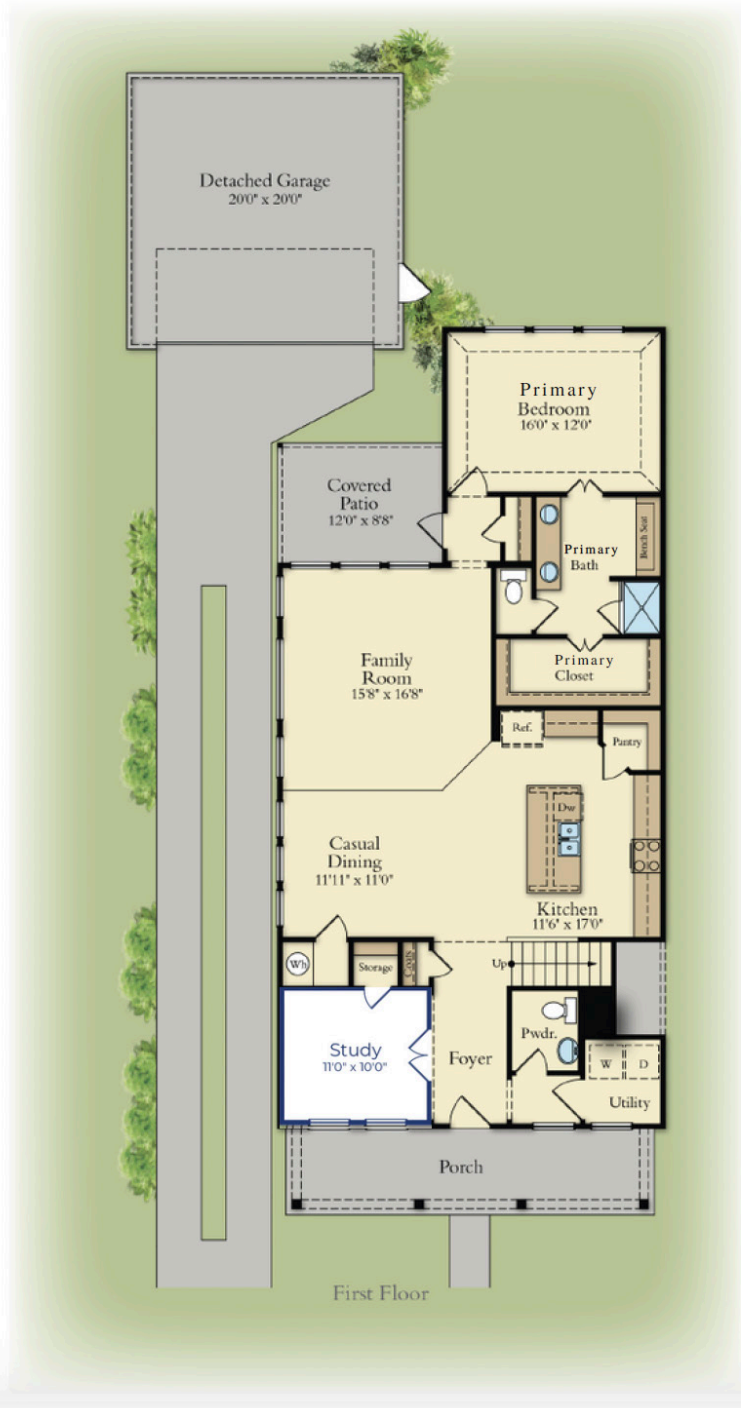 Detached Garage
20'0" x 20'0"
Primary
Bedroom
16'0" x 12'0"
Covered
Patio
12'0" x 8'8"
Bench Seat
Primary
Bath
Family
Room
15'8" x 16'8"
Primary
Closet
Ref.
Pantry
Dw
Casual
Dining
11'11" x 11'0"
Kitchen
11'6" x 17'0"
Wh
Storage
Coats
Up
Study
11'0" x 10'0"
Foyer
Pwdr.
W
D
Utility
Porch
First Floor